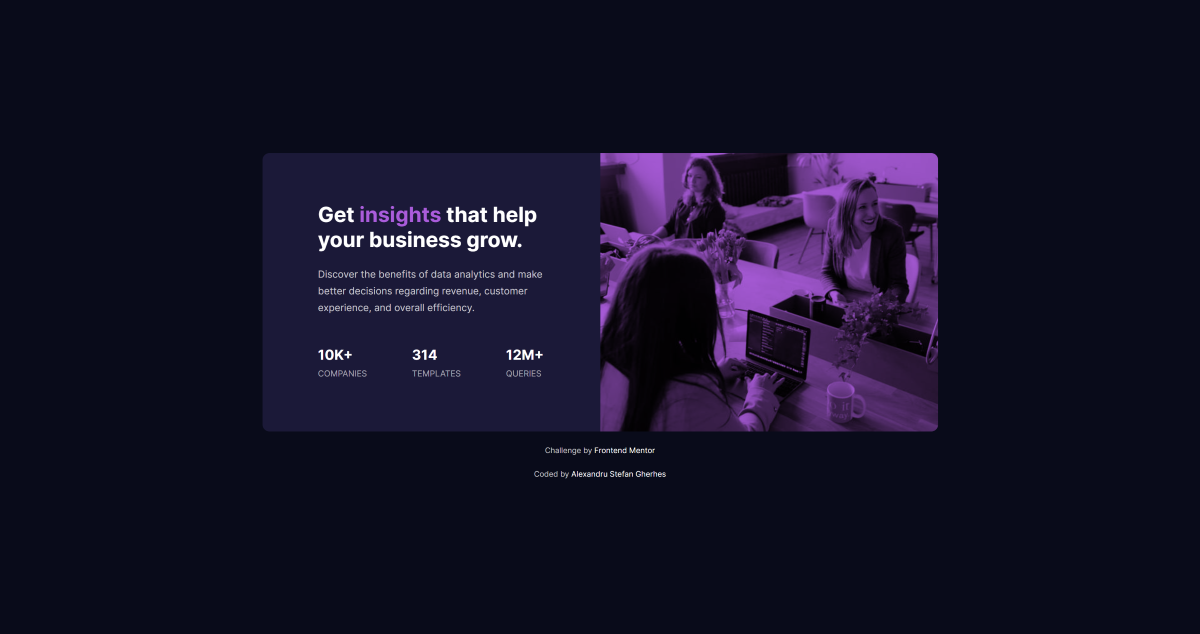 Get insights that help
your business grow.
Discover the benefits of data analytics and make
better decisions regarding revenue, customer
experience, and overall efficiency.
10K+ 314 12M+
COMPANIES TEMPLATES QUERIES
Challenge by Frontend Mentor
Coded by Alexandru Stefan Gherhes